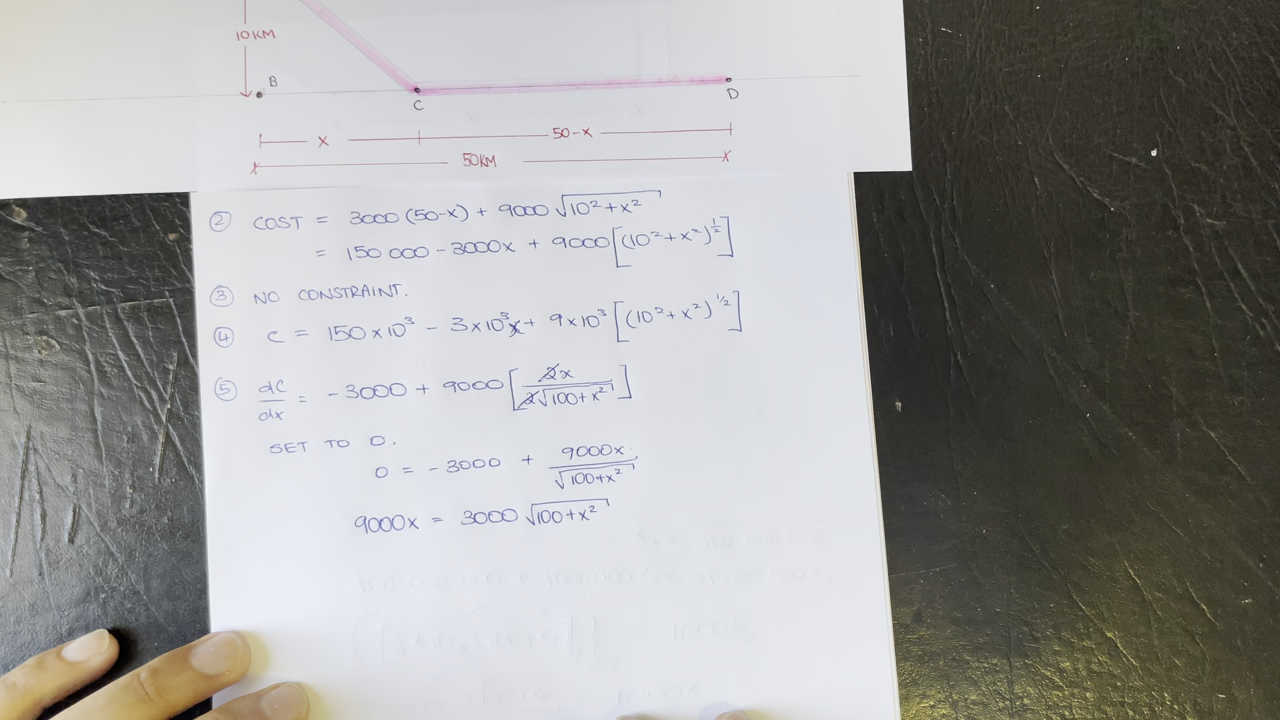 10KM
B
C
D
x
50-x
50KM
② COST = 3000 (50-x) + 9000 √(10² + x²)
= 150 000 - 3000x + 9000 [(10² + x²)^½]
③ NO CONSTRAINT.
④ C = 150 x 10³ - 3 x 10³x + 9 x 10³ [(10² + x²)^1/2]
⑤ dC/dx = -3000 + 9000 [2x / 2√(100 + x²)]
SET TO 0.
0 = -3000 + 9000x / √(100 + x²)
9000x = 3000 √(100 + x²)